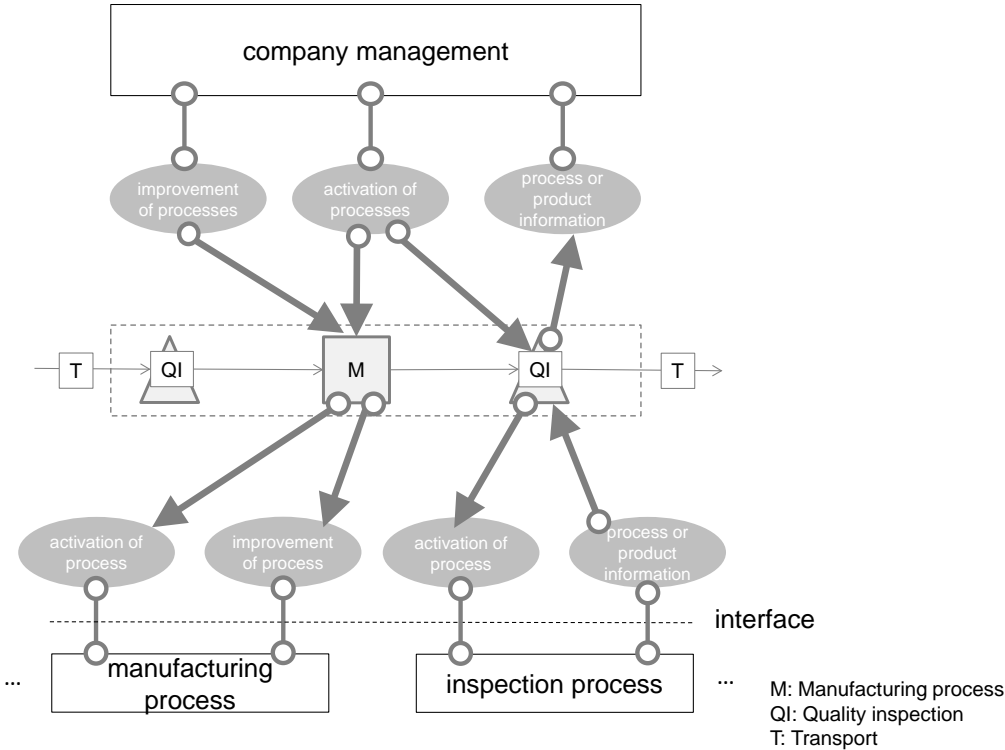 company management
improvement
of processes
activation of
processes
process or
product
information
T
QI
M
QI
T
activation of
process
improvement
of process
activation of
process
process or
product
information
interface
...
manufacturing
process
inspection process
...
M: Manufacturing process
QI: Quality inspection
T: Transport